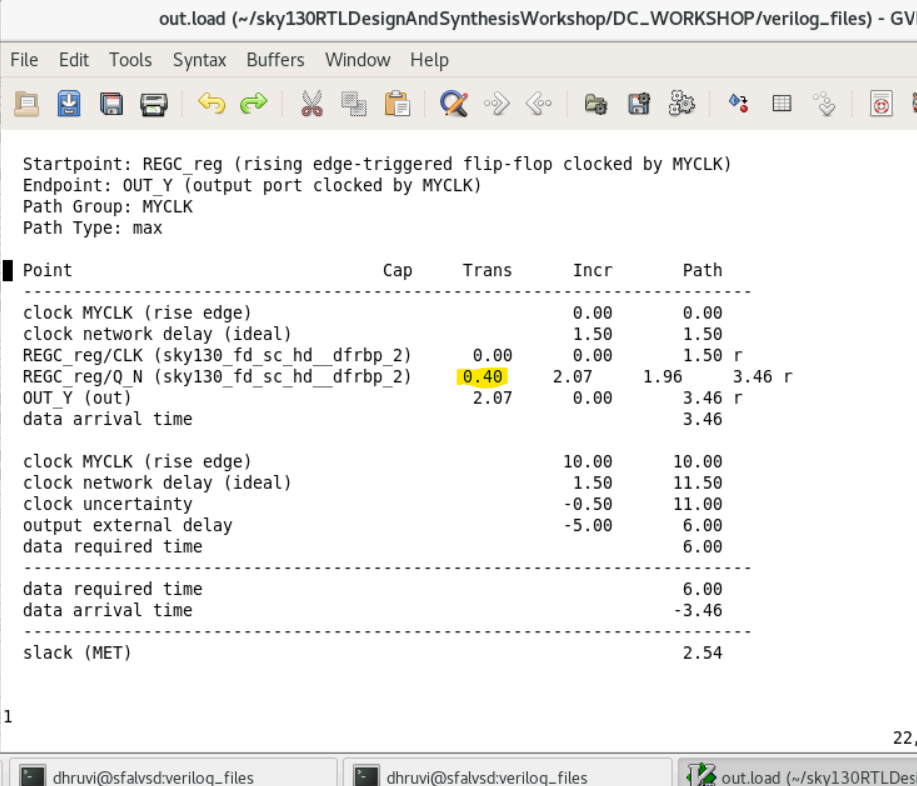 out.load (~/sky130RTLDesignAndSynthesisWorkshop/DC_WORKSHOP/verilog_files) - GVI
File Edit Tools Syntax Buffers Window Help
Startpoint: REGC_reg (rising edge-triggered flip-flop clocked by MYCLK)
Endpoint: OUT_Y (output port clocked by MYCLK)
Path Group: MYCLK
Path Type: max
Point Cap Trans Incr Path
---------------------------------------------------------------------------
clock MYCLK (rise edge) 0.00 0.00
clock network delay (ideal) 1.50 1.50
REGC_reg/CLK (sky130_fd_sc_hd__dfrbp_2) 0.00 0.00 1.50 r
REGC_reg/Q_N (sky130_fd_sc_hd__dfrbp_2) 0.40 2.07 1.96 3.46 r
OUT_Y (out) 2.07 0.00 3.46 r
data arrival time 3.46
clock MYCLK (rise edge) 10.00 10.00
clock network delay (ideal) 1.50 11.50
clock uncertainty -0.50 11.00
output external delay -5.00 6.00
data required time 6.00
---------------------------------------------------------------------------
data required time 6.00
data arrival time -3.46
---------------------------------------------------------------------------
slack (MET) 2.54
1
22,
dhruvi@sfalvsd:verilog_files dhruvi@sfalvsd:verilog_files out.load (~/sky130RTLDesi